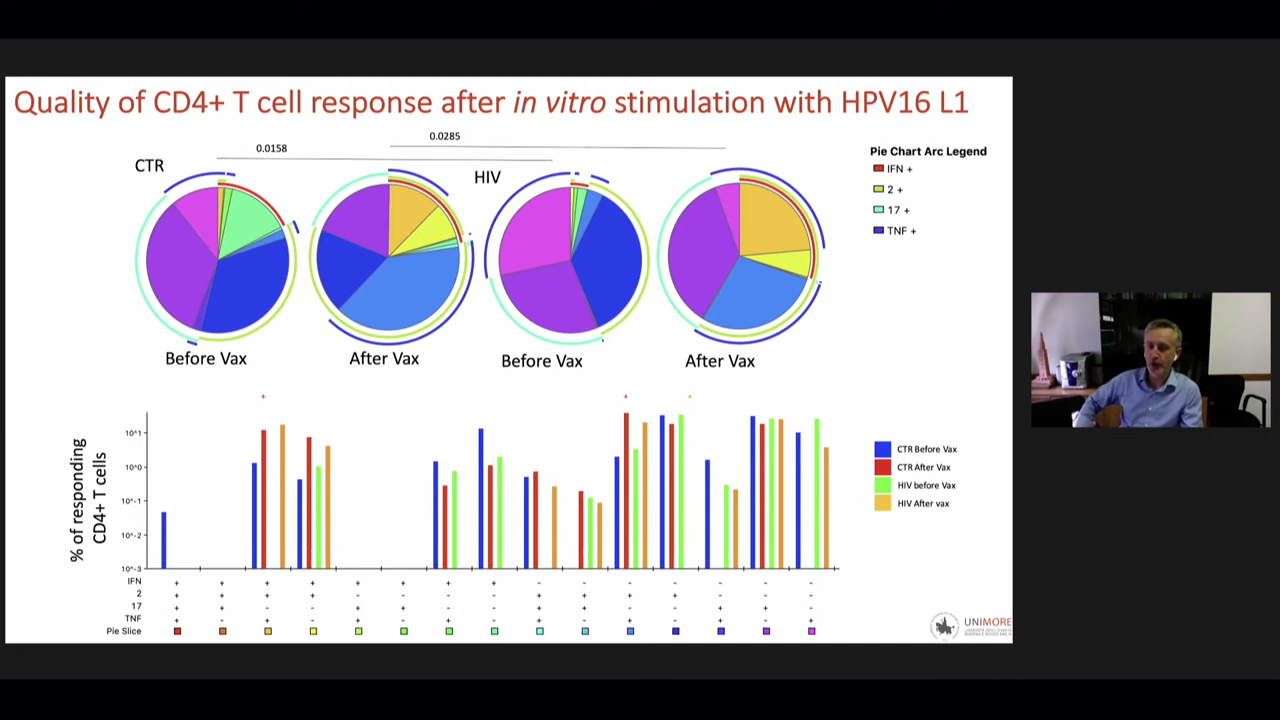 Quality of CD4+ T cell response after in vitro stimulation with HPV16 L1
0.0285
0.0158
CTR
HIV
Pie Chart Arc Legend
IFN +
2 +
17 +
TNF +
Before Vax
After Vax
Before Vax
After Vax
+ + +
% of responding
CD4+ T cells
10^1
10^0
10^-1
10^-2
10^-3
CTR Before Vax
CTR After Vax
HIV before Vax
HIV After vax
IFN + + + + + + + + - - - - - - -
2 + + + + - - - - + + + + - - -
17 + + - - + + - - + + - - + + -
TNF + - + - + - + - + - + - + - +
Pie Slice
UNIMORE